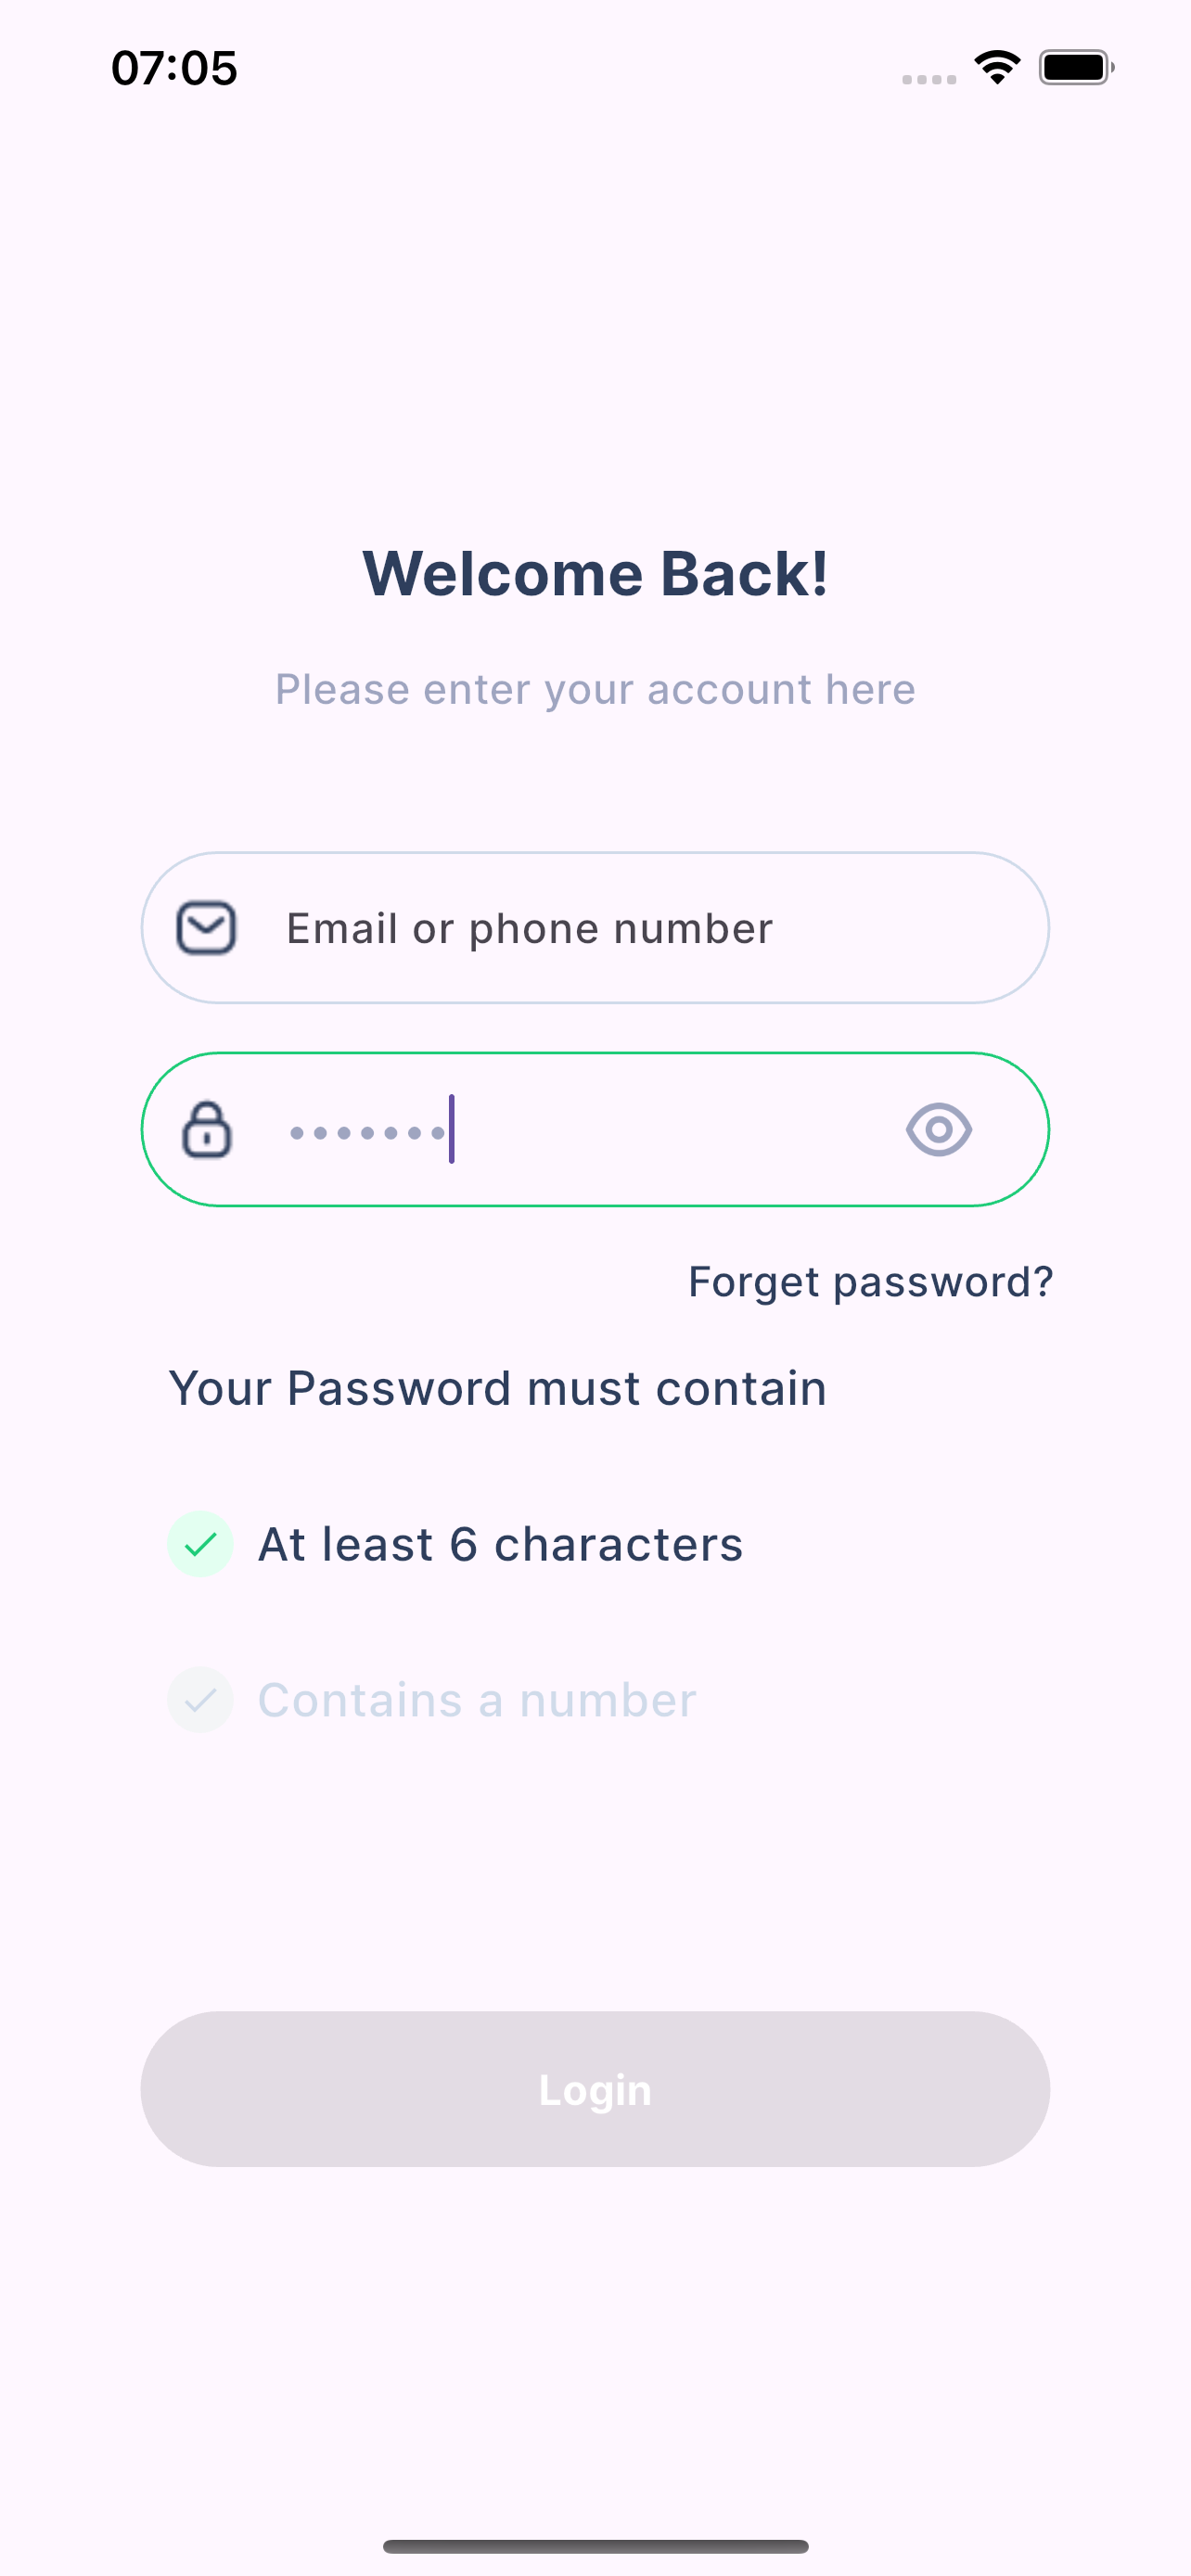 07:05
Welcome Back!
Please enter your account here
Email or phone number
•••••••
Forget password?
Your Password must contain
At least 6 characters
Contains a number
Login